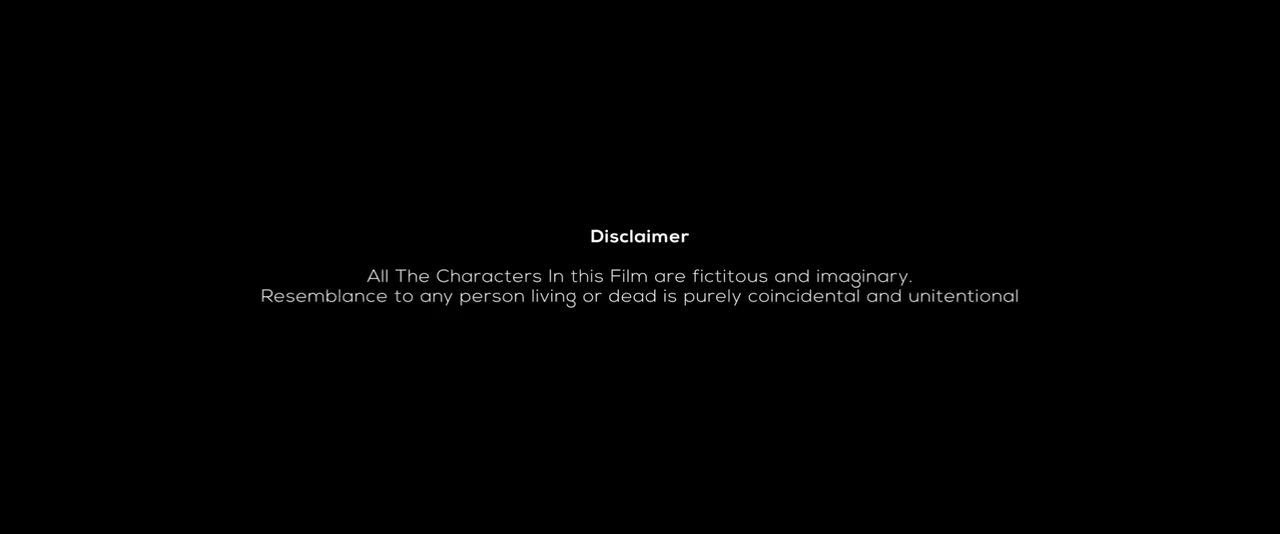 Disclaimer
All The Characters In this Film are fictitous and imaginary.
Resemblance to any person living or dead is purely coincidental and unitentional